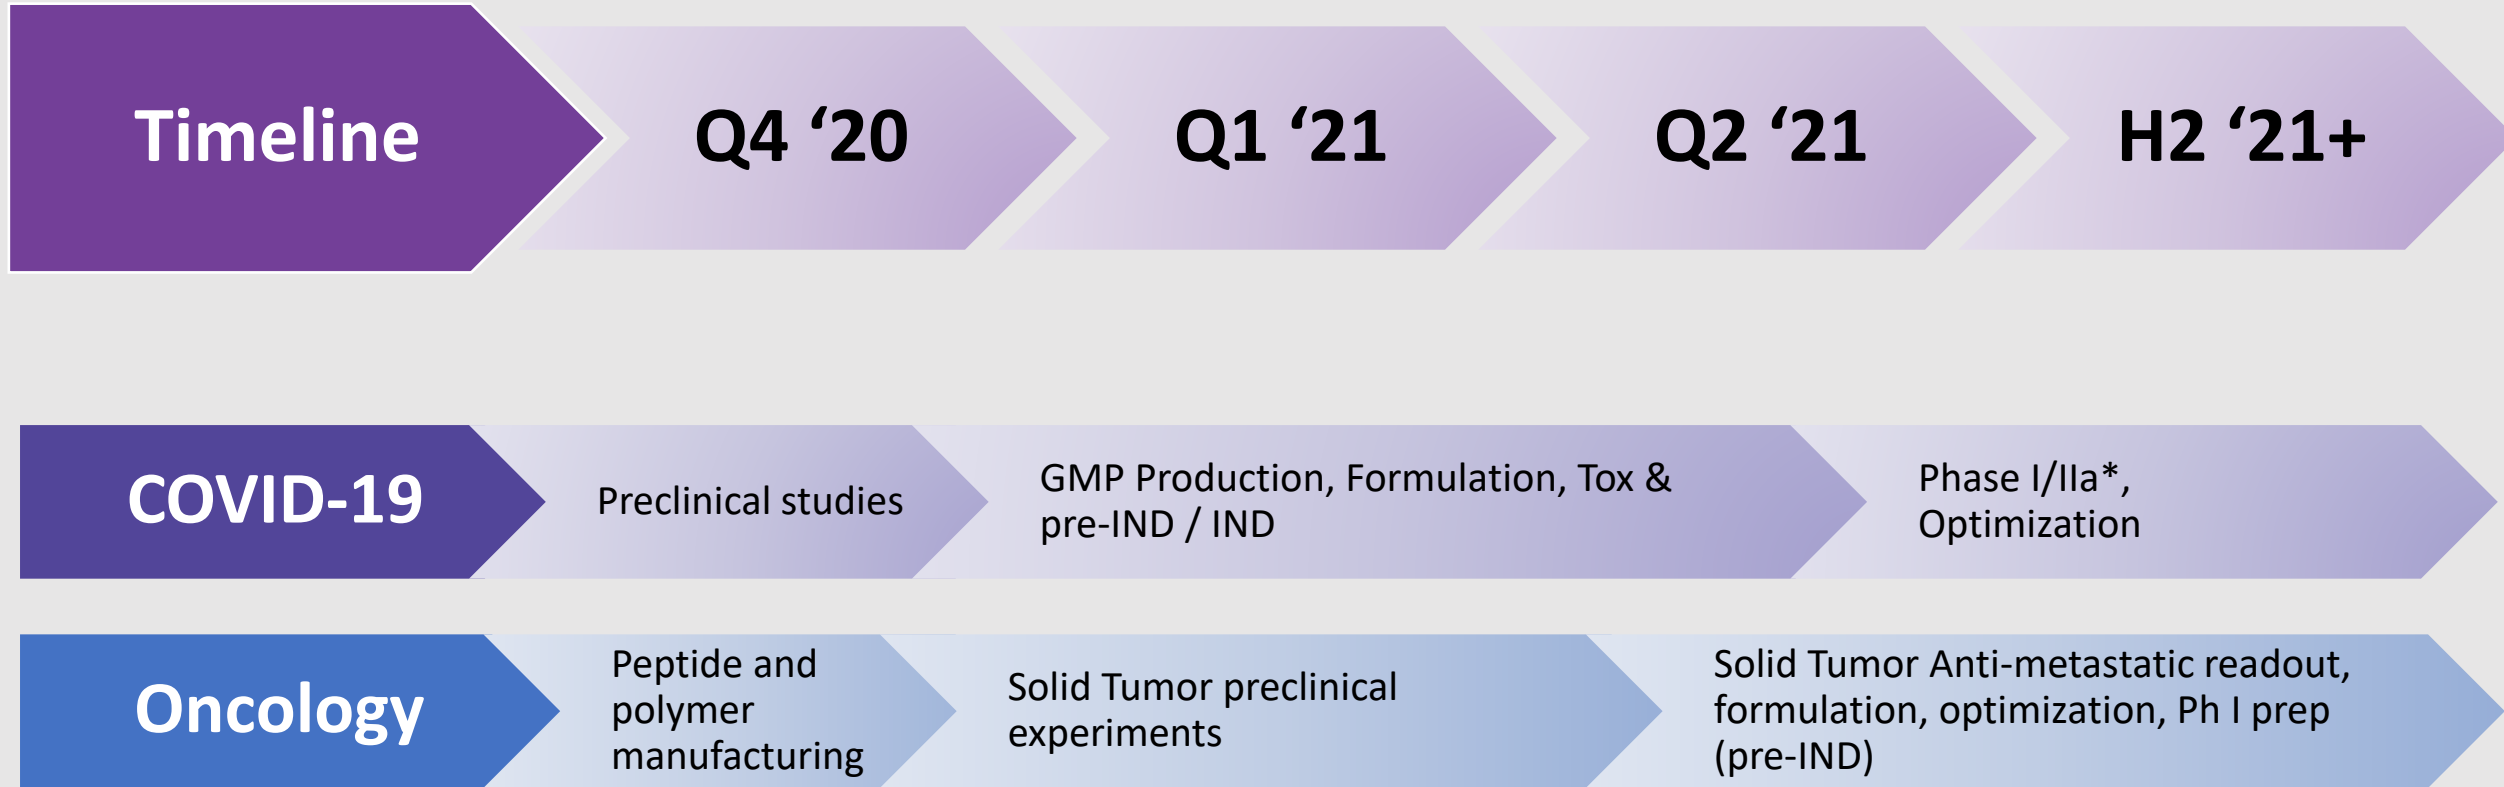 Timeline
Q4 ‘20
Q1 ‘21
Q2 ‘21
H2 ‘21+
COVID-19
Preclinical studies
GMP Production, Formulation, Tox &
pre-IND / IND
Phase I/IIa*,
Optimization
Oncology
Peptide and
polymer
manufacturing
Solid Tumor preclinical
experiments
Solid Tumor Anti-metastatic readout,
formulation, optimization, Ph I prep
(pre-IND)